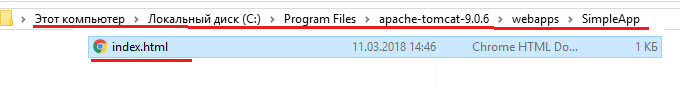 Этот компьютер > Локальный диск (C:) > Program Files > apache-tomcat-9.0.6 > webapps > SimpleApp
index.html 11.03.2018 14:46 Chrome HTML Do... 1 КБ